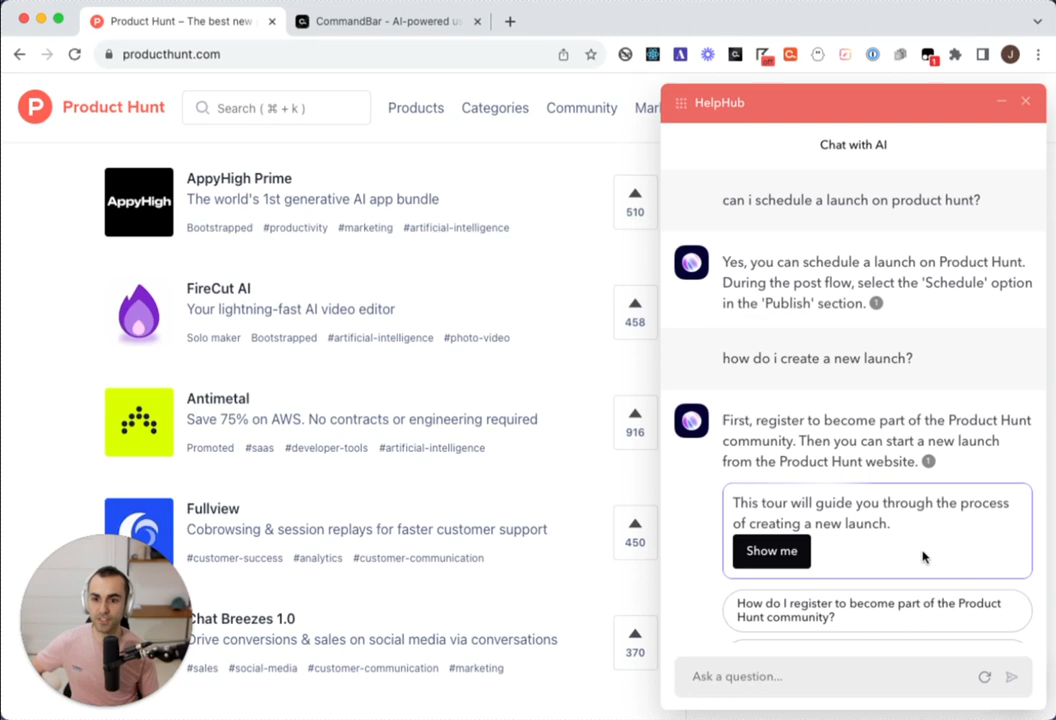 Product Hunt – The best new
CommandBar - AI-powered us
producthunt.com
off
1
J
P
Product Hunt
Search ( ⌘ + k )
Products
Categories
Community
Mar
AppyHigh
AppyHigh Prime
The world's 1st generative AI app bundle
Bootstrapped #productivity #marketing #artificial-intelligence
510
FireCut AI
Your lightning-fast AI video editor
Solo maker Bootstrapped #artificial-intelligence #photo-video
458
Antimetal
Save 75% on AWS. No contracts or engineering required
Promoted #saas #developer-tools #artificial-intelligence
916
Fullview
Cobrowsing & session replays for faster customer support
#customer-success #analytics #customer-communication
450
Chat Breezes 1.0
Drive conversions & sales on social media via conversations
#sales #social-media #customer-communication #marketing
370
HelpHub
Chat with AI
can i schedule a launch on product hunt?
Yes, you can schedule a launch on Product Hunt.
During the post flow, select the 'Schedule' option
in the 'Publish' section. 1
how do i create a new launch?
First, register to become part of the Product Hunt
community. Then you can start a new launch
from the Product Hunt website. 1
This tour will guide you through the process
of creating a new launch.
Show me
How do I register to become part of the Product
Hunt community?
Ask a question...